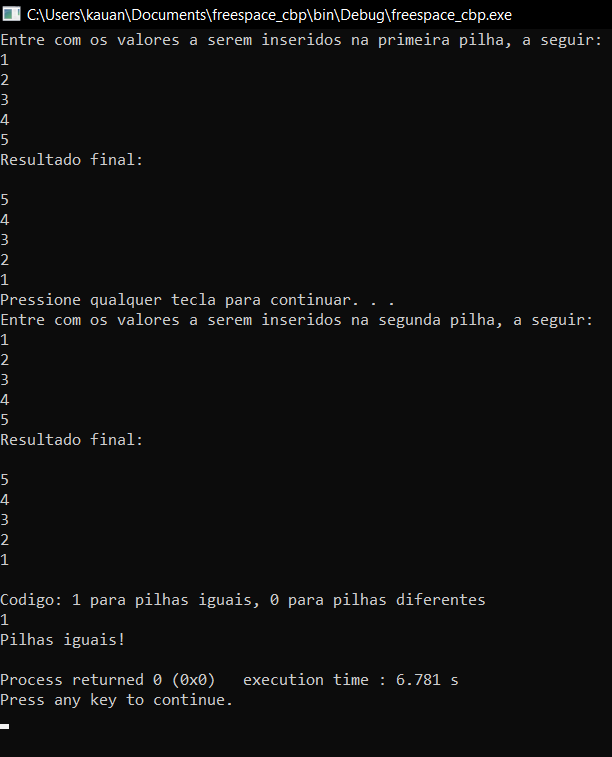 C:\Users\kauan\Documents\freespace_cbp\bin\Debug\freespace_cbp.exe
Entre com os valores a serem inseridos na primeira pilha, a seguir:
1
2
3
4
5
Resultado final:
5
4
3
2
1
Pressione qualquer tecla para continuar. . .
Entre com os valores a serem inseridos na segunda pilha, a seguir:
1
2
3
4
5
Resultado final:
5
4
3
2
1
Codigo: 1 para pilhas iguais, 0 para pilhas diferentes
1
Pilhas iguais!
Process returned 0 (0x0)   execution time : 6.781 s
Press any key to continue.